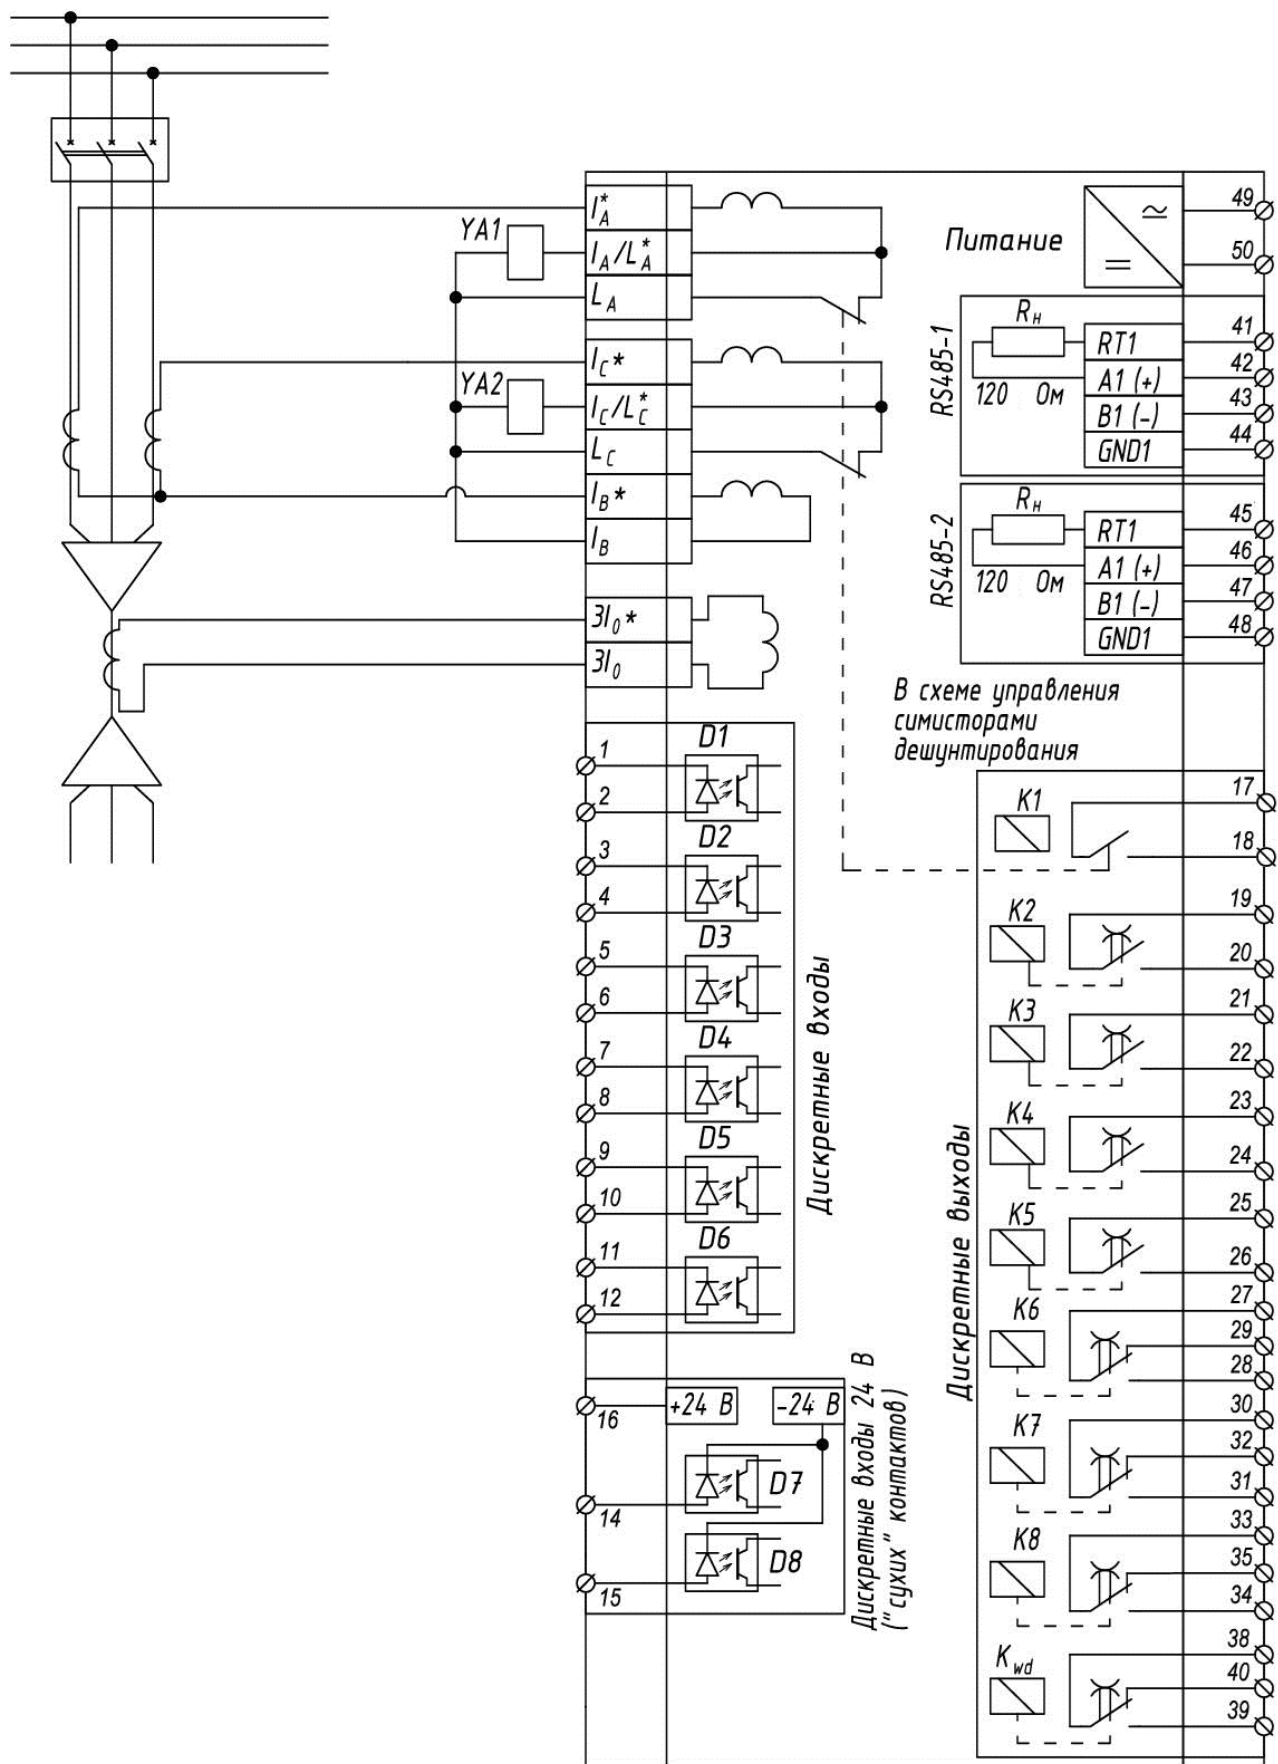 YA1
I*A
IA/L*A
LA
YA2
IC*
IC/L*C
LC
IB*
IB
3I0*
3I0
Питание
49
50
RS485-1
Rн
120 Ом
RT1
A1 (+)
B1 (-)
GND1
41
42
43
44
RS485-2
Rн
120 Ом
RT1
A1 (+)
B1 (-)
GND1
45
46
47
48
В схеме управления
симисторами
дешунтирования
D1
1
2
D2
3
4
D3
5
6
D4
7
8
D5
9
10
D6
11
12
Дискретные входы
16
+24 В
-24 В
D7
14
D8
15
Дискретные входы 24 В
("сухих" контактов)
Дискретные выходы
K1
17
18
K2
19
20
K3
21
22
K4
23
24
K5
25
26
K6
27
29
28
K7
30
32
31
K8
33
35
34
Kwd
38
40
39